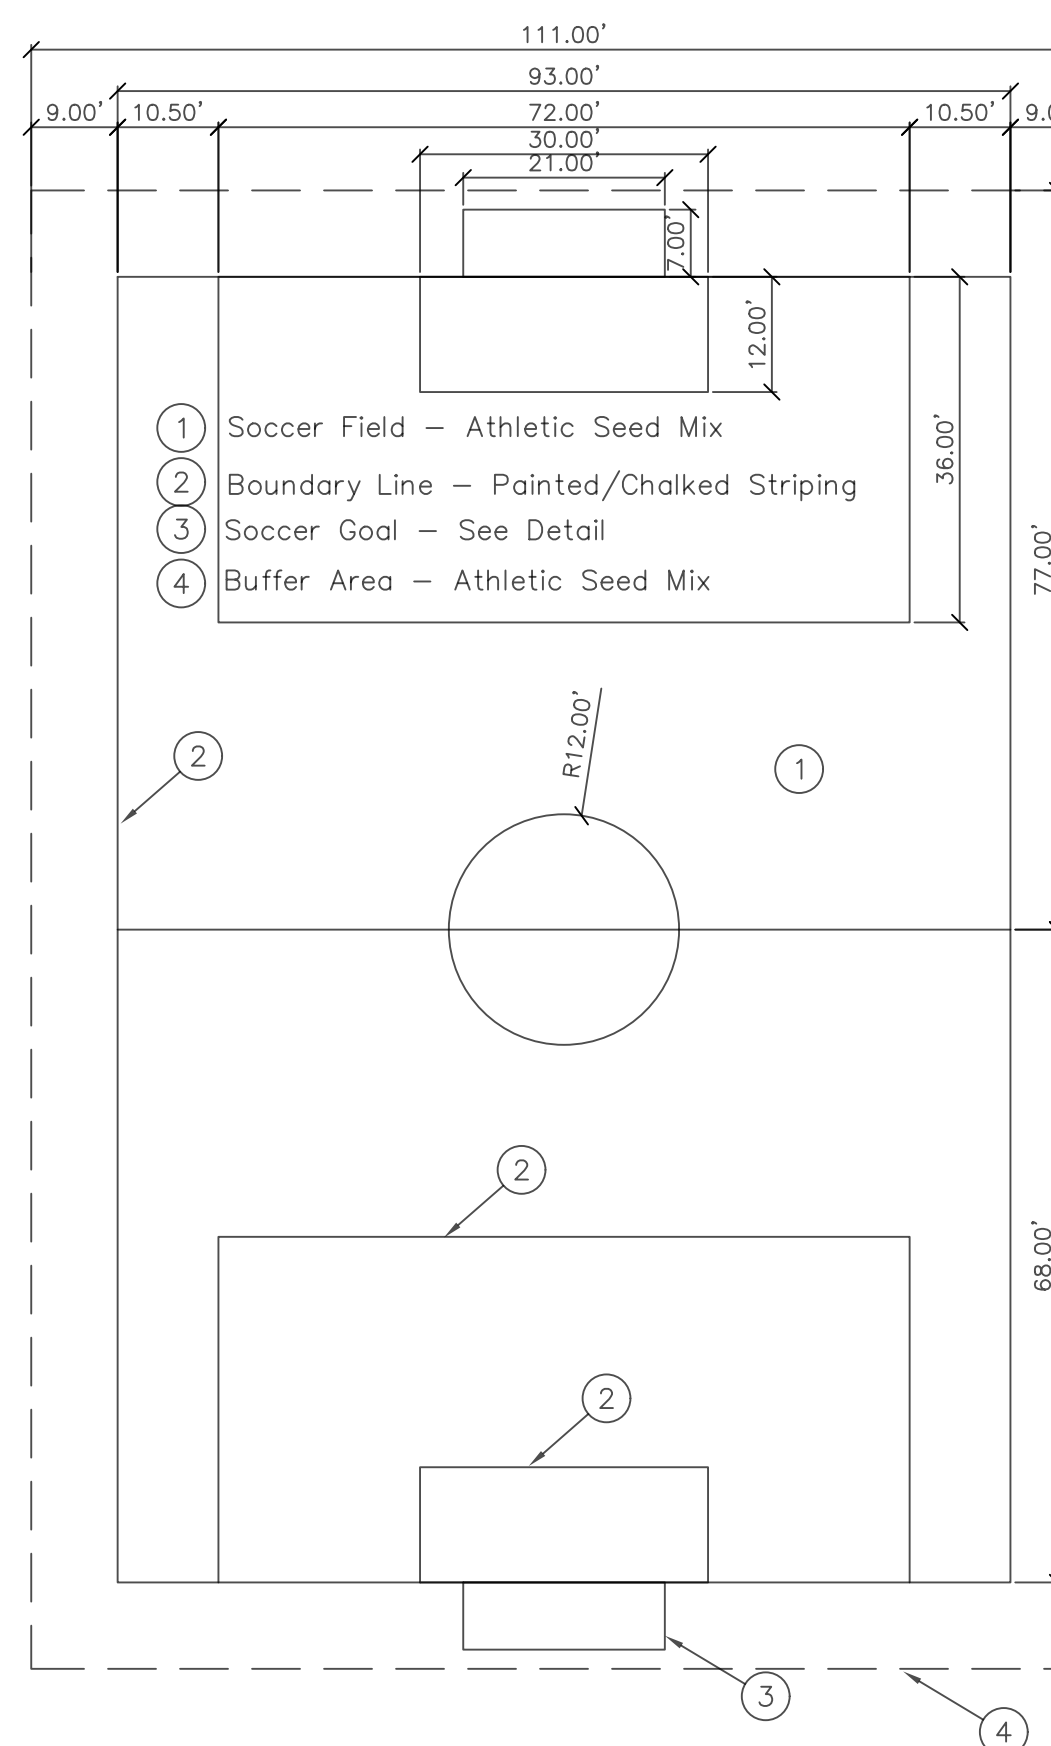 111.00'
93.00'
9.00' 10.50' 72.00' 10.50' 9.0
30.00'
21.00'
7.00'
12.00'
36.00'
1 Soccer Field – Athletic Seed Mix
2 Boundary Line – Painted/Chalked Striping
3 Soccer Goal – See Detail
4 Buffer Area – Athletic Seed Mix
77.00'
R12.00'
2
1
2
68.00'
2
3
4